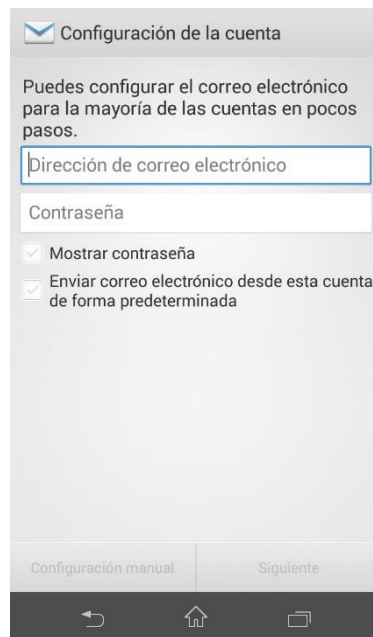 Configuración de la cuenta
Puedes configurar el correo electrónico
para la mayoría de las cuentas en pocos
pasos.
Dirección de correo electrónico
Contraseña
Mostrar contraseña
Enviar correo electrónico desde esta cuenta
de forma predeterminada
Configuración manual
Siguiente